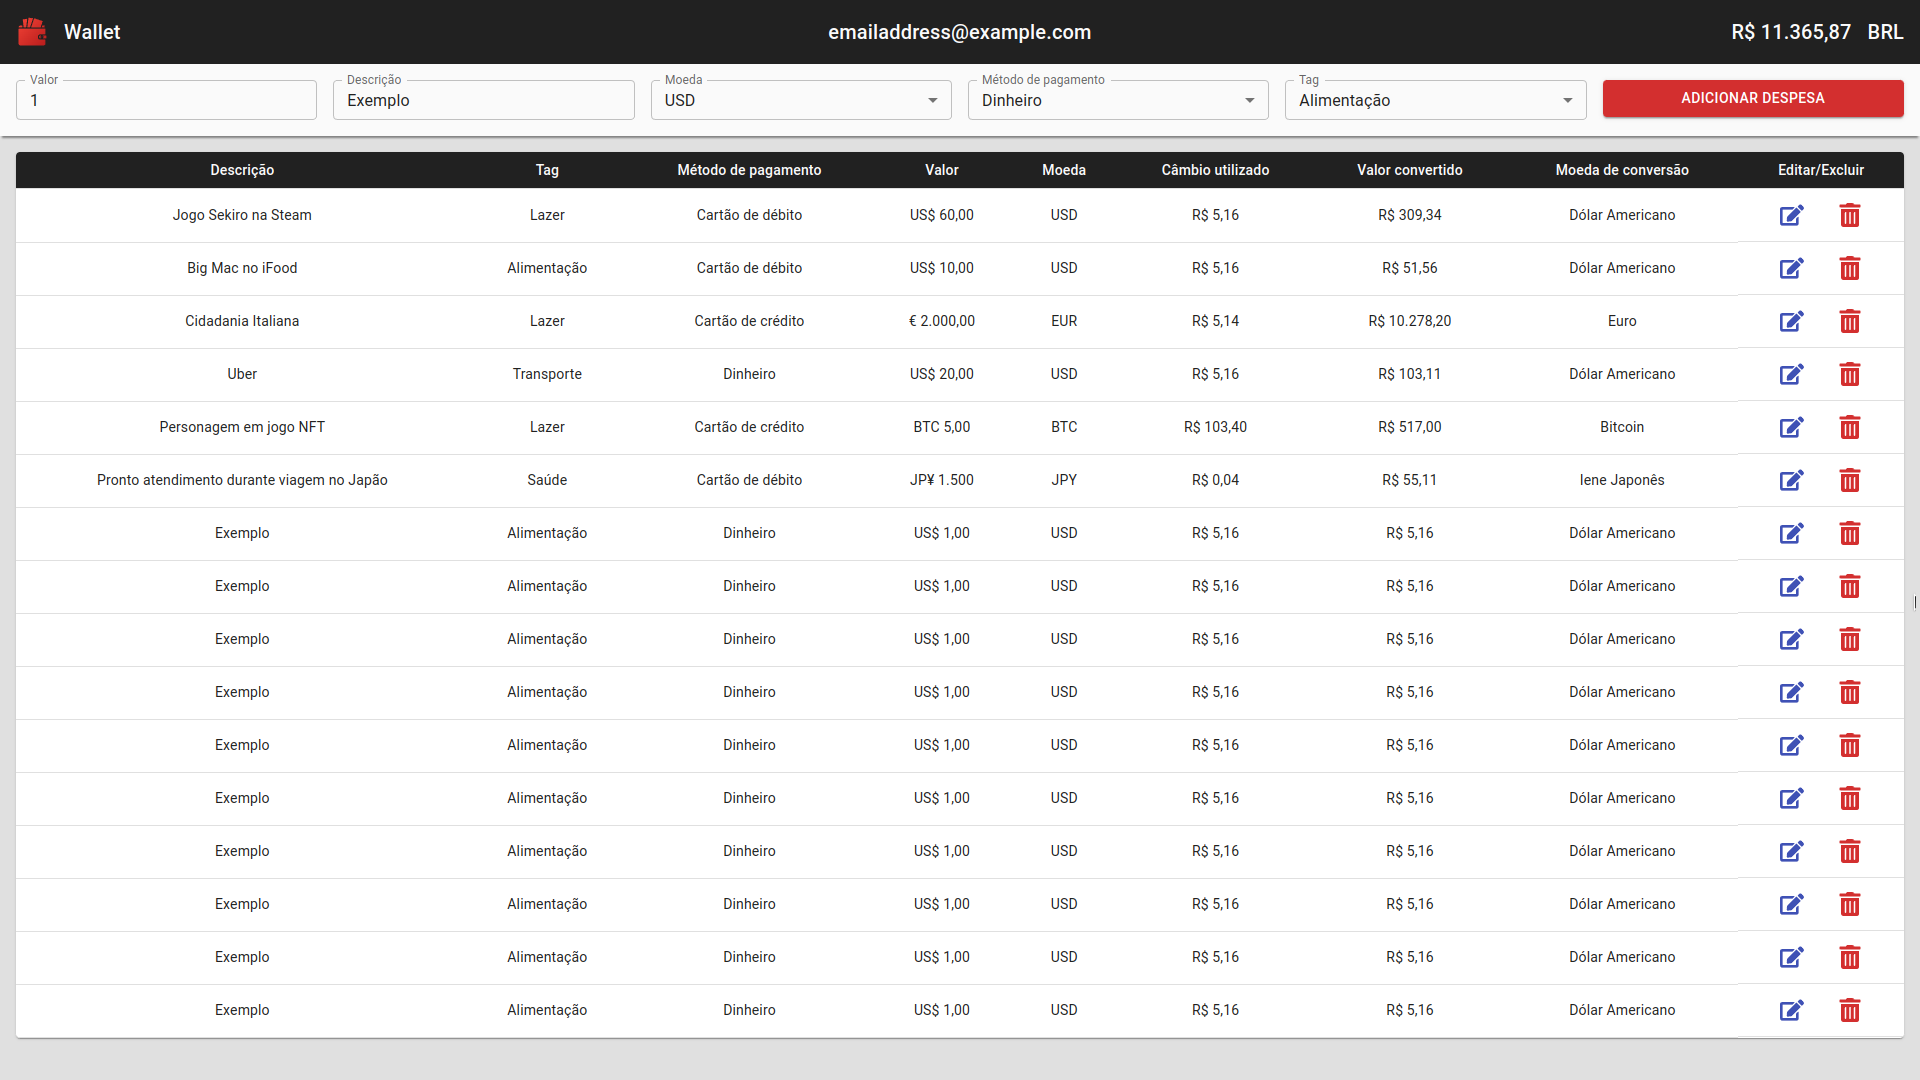 Wallet emailaddress@example.com R$ 11.365,87 BRL
Valor Descrição Moeda Método de pagamento Tag
1 Exemplo USD Dinheiro Alimentação ADICIONAR DESPESA
Descrição Tag Método de pagamento Valor Moeda Câmbio utilizado Valor convertido Moeda de conversão Editar/Excluir
Jogo Sekiro na Steam Lazer Cartão de débito US$ 60,00 USD R$ 5,16 R$ 309,34 Dólar Americano
Big Mac no iFood Alimentação Cartão de débito US$ 10,00 USD R$ 5,16 R$ 51,56 Dólar Americano
Cidadania Italiana Lazer Cartão de crédito € 2.000,00 EUR R$ 5,14 R$ 10.278,20 Euro
Uber Transporte Dinheiro US$ 20,00 USD R$ 5,16 R$ 103,11 Dólar Americano
Personagem em jogo NFT Lazer Cartão de crédito BTC 5,00 BTC R$ 103,40 R$ 517,00 Bitcoin
Pronto atendimento durante viagem no Japão Saúde Cartão de débito JP¥ 1.500 JPY R$ 0,04 R$ 55,11 Iene Japonês
Exemplo Alimentação Dinheiro US$ 1,00 USD R$ 5,16 R$ 5,16 Dólar Americano
Exemplo Alimentação Dinheiro US$ 1,00 USD R$ 5,16 R$ 5,16 Dólar Americano
Exemplo Alimentação Dinheiro US$ 1,00 USD R$ 5,16 R$ 5,16 Dólar Americano
Exemplo Alimentação Dinheiro US$ 1,00 USD R$ 5,16 R$ 5,16 Dólar Americano
Exemplo Alimentação Dinheiro US$ 1,00 USD R$ 5,16 R$ 5,16 Dólar Americano
Exemplo Alimentação Dinheiro US$ 1,00 USD R$ 5,16 R$ 5,16 Dólar Americano
Exemplo Alimentação Dinheiro US$ 1,00 USD R$ 5,16 R$ 5,16 Dólar Americano
Exemplo Alimentação Dinheiro US$ 1,00 USD R$ 5,16 R$ 5,16 Dólar Americano
Exemplo Alimentação Dinheiro US$ 1,00 USD R$ 5,16 R$ 5,16 Dólar Americano
Exemplo Alimentação Dinheiro US$ 1,00 USD R$ 5,16 R$ 5,16 Dólar Americano